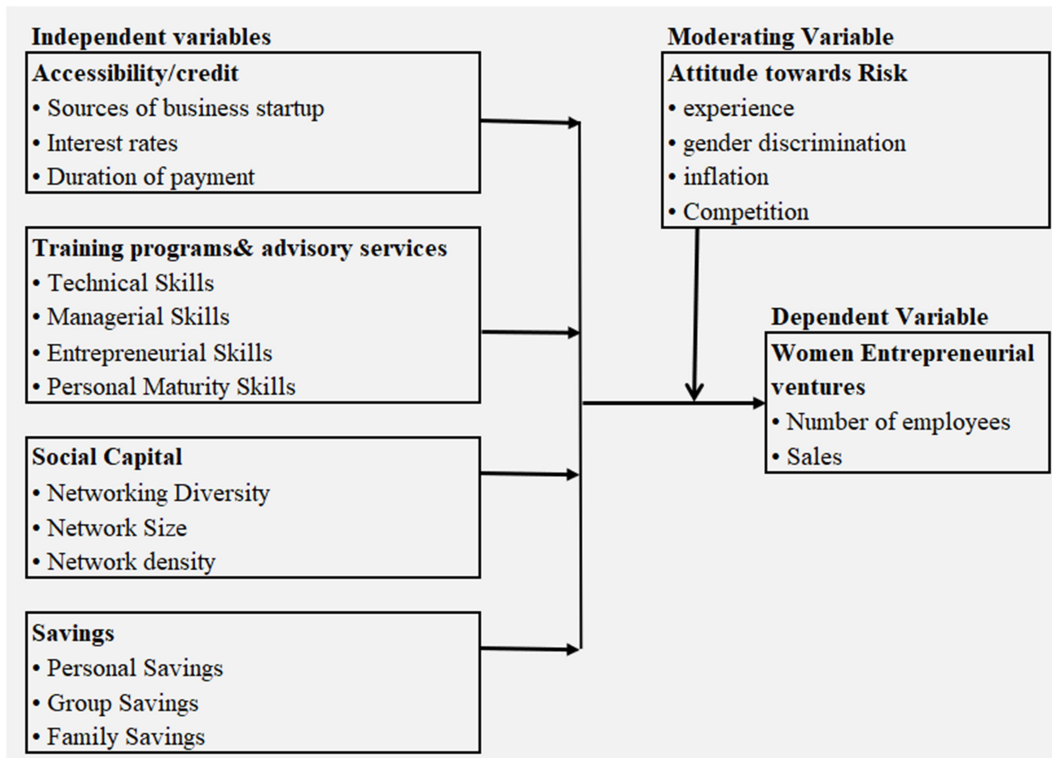 Independent variables
Accessibility/credit
• Sources of business startup
• Interest rates
• Duration of payment
Training programs& advisory services
• Technical Skills
• Managerial Skills
• Entrepreneurial Skills
• Personal Maturity Skills
Social Capital
• Networking Diversity
• Network Size
• Network density
Savings
• Personal Savings
• Group Savings
• Family Savings
Moderating Variable
Attitude towards Risk
• experience
• gender discrimination
• inflation
• Competition
Dependent Variable
Women Entrepreneurial
ventures
• Number of employees
• Sales